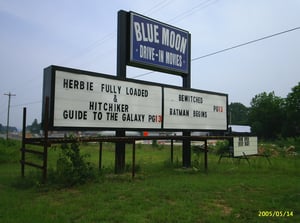 BLUE MOON
DRIVE-IN MOVIES
HERBIE FULLY LOADED
&
HITCHIKER
GUIDE TO THE GALAXY PG13
BEWITCHED
PG13
BATMAN BEGINS
2005/05/14